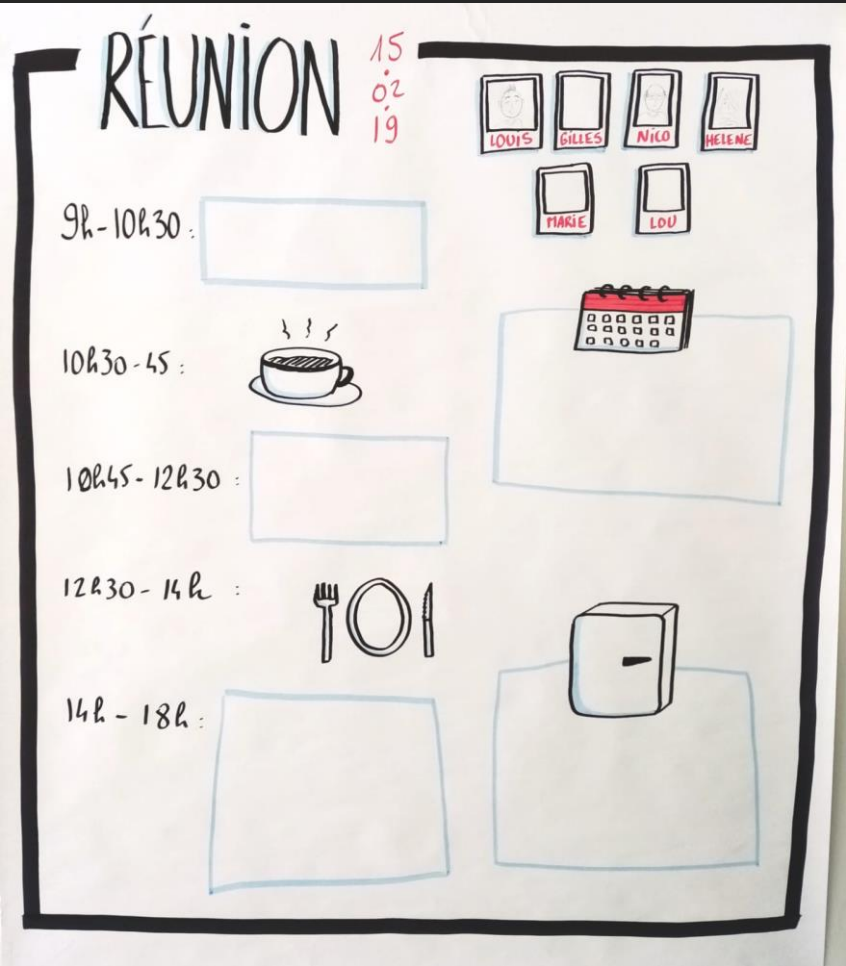 RÉUNION
15
.
02
.
19
LOUIS GILLES NICO HELENE
MARIE LOU
9h-10h30 :
10h30-45 :
10h45-12h30 :
12h30-14h :
14h-18h :